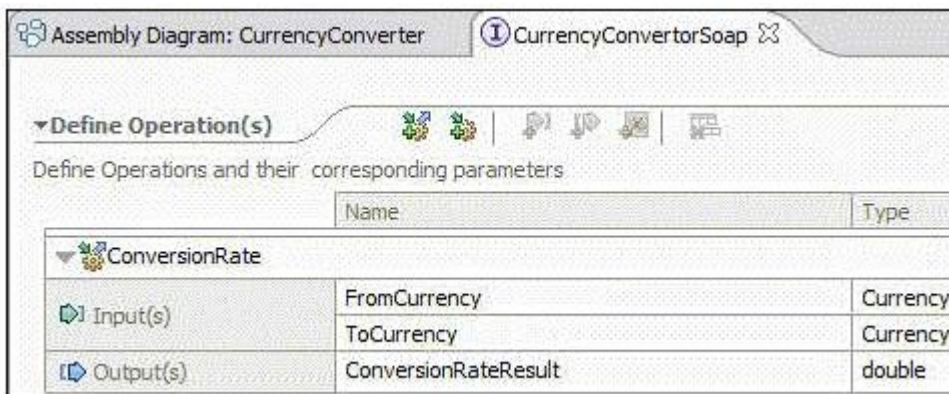 Assembly Diagram: CurrencyConverter
CurrencyConvertorSoap
Define Operation(s)
Define Operations and their corresponding parameters
Name Type
ConversionRate
Input(s) FromCurrency Currency
ToCurrency Currency
Output(s) ConversionRateResult double